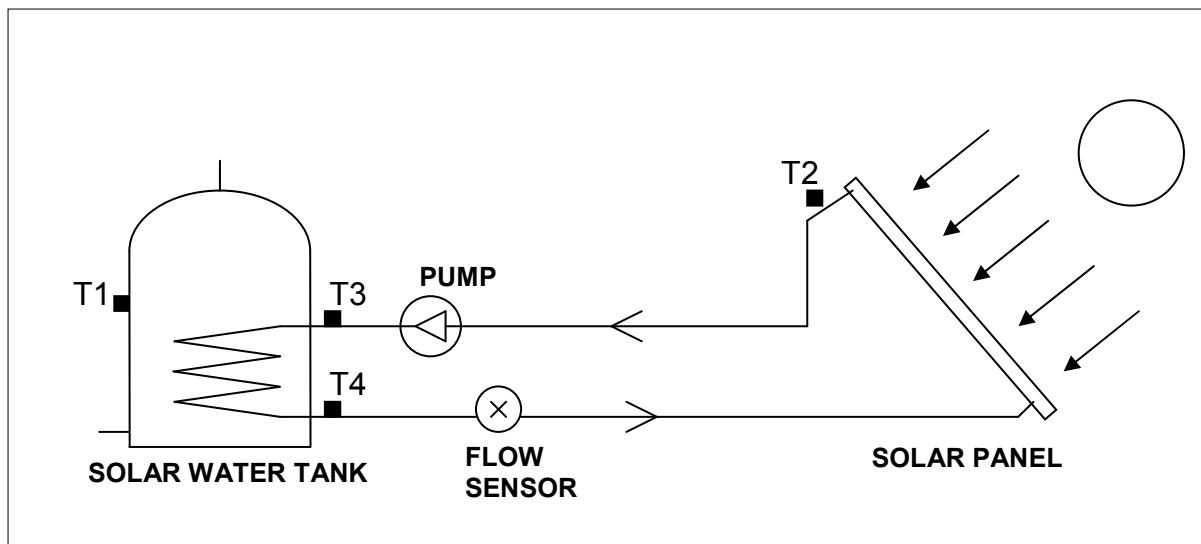 T2
PUMP
T1
T3
T4
SOLAR WATER TANK
FLOW
SENSOR
SOLAR PANEL